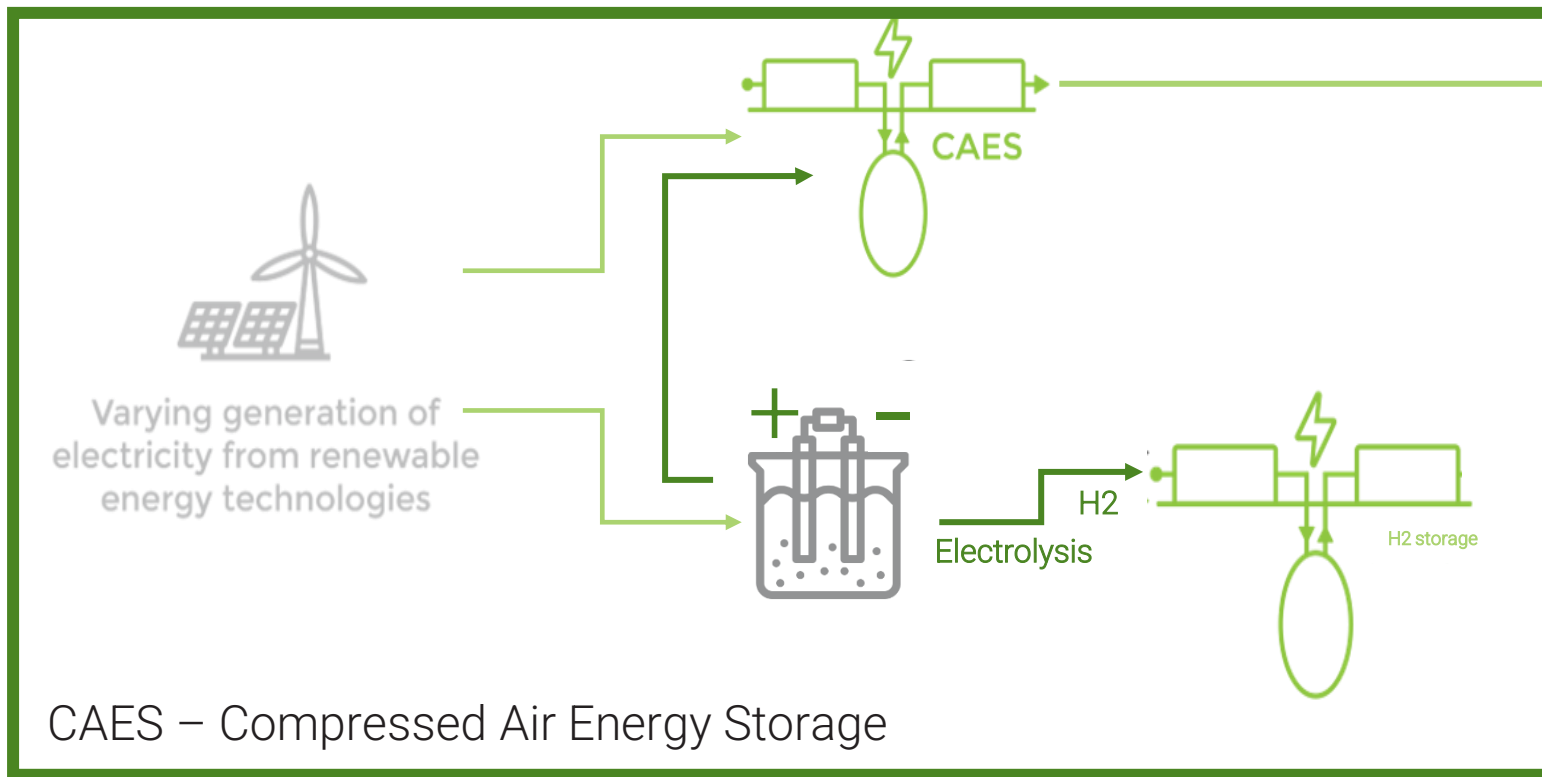 CAES
Varying generation of
electricity from renewable
energy technologies
+ −
H2
Electrolysis
H2 storage
CAES – Compressed Air Energy Storage